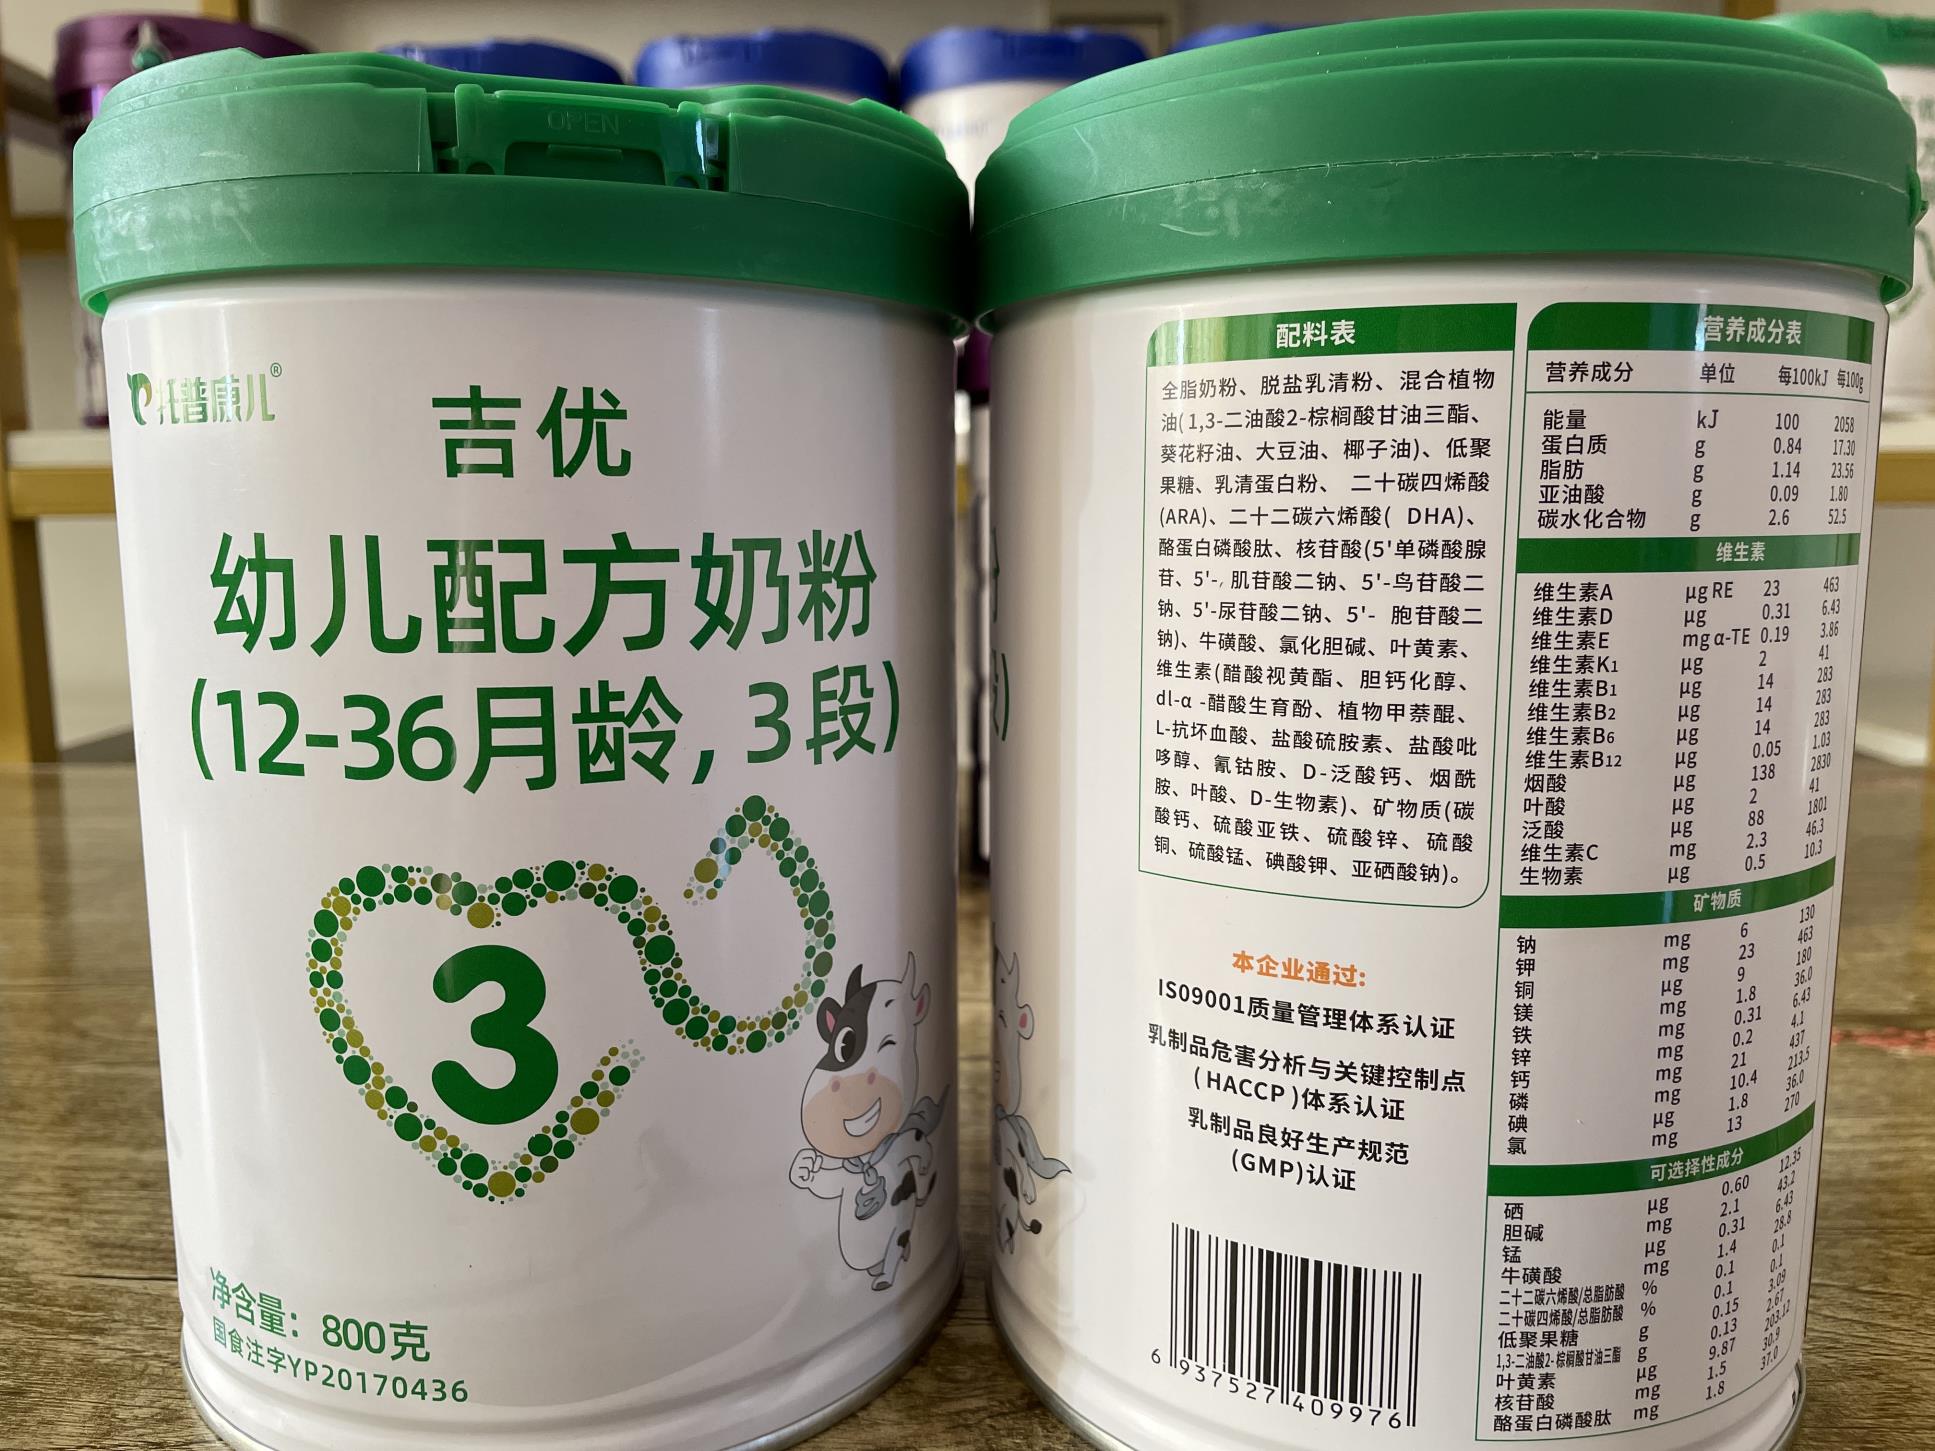 OPEN
托普康儿®
吉优
幼儿配方奶粉
(12-36月龄, 3段)
3
净含量：800克
国食注字YP20170436
配料表
全脂奶粉、脱盐乳清粉、混合植物
油(1,3-二油酸2-棕榈酸甘油三酯、
葵花籽油、大豆油、椰子油)、低聚
果糖、乳清蛋白粉、 二十碳四烯酸
(ARA)、二十二碳六烯酸( DHA)、
酪蛋白磷酸肽、核苷酸(5'单磷酸腺
苷、5'-, 肌苷酸二钠、5'-鸟苷酸二
钠、5'-尿苷酸二钠、5'- 胞苷酸二
钠)、牛磺酸、氯化胆碱、叶黄素、
维生素(醋酸视黄酯、胆钙化醇、
dl-α -醋酸生育酚、植物甲萘醌、
L-抗坏血酸、盐酸硫胺素、盐酸吡
哆醇、氰钴胺、D-泛酸钙、烟酰
胺、叶酸、D-生物素)、矿物质(碳
酸钙、硫酸亚铁、硫酸锌、硫酸
铜、硫酸锰、碘酸钾、亚硒酸钠)。
本企业通过:
IS09001质量管理体系认证
乳制品危害分析与关键控制点
(HACCP)体系认证
乳制品良好生产规范
(GMP)认证
6 937527 409976
营养成分表
营养成分 单位 每100kJ 每100g
能量 kJ 100 2058
蛋白质 g 0.84 17.30
脂肪 g 1.14 23.56
亚油酸 g 0.09 1.80
碳水化合物 g 2.6 52.5
维生素
维生素A μg RE 23 463
维生素D μg 0.31 6.43
维生素E mg α-TE 0.19 3.86
维生素K1 μg 2 41
维生素B1 μg 14 283
维生素B2 μg 14 283
维生素B6 μg 14 283
维生素B12 μg 0.05 1.03
烟酸 μg 138 2830
叶酸 μg 2 41
泛酸 μg 88 1801
维生素C mg 2.3 46.3
生物素 μg 0.5 10.3
矿物质
钠 mg 6 130
钾 mg 23 463
铜 μg 9 180
镁 mg 1.8 36.0
铁 mg 0.31 6.43
锌 mg 0.2 4.1
钙 mg 21 437
磷 mg 10.4 213.5
碘 μg 1.8 36.0
氯 mg 13 270
可选择性成分
硒 μg 0.60 12.35
胆碱 mg 2.1 43.2
锰 μg 0.31 6.43
牛磺酸 mg 1.4 28.8
二十二碳六烯酸/总脂肪酸 % 0.1 0.1
二十碳四烯酸/总脂肪酸 % 0.1 0.1
低聚果糖 g 0.15 3.09
1,3-二油酸2-棕榈酸甘油三酯 g 0.13 2.67
叶黄素 μg 9.87 203.12
核苷酸 mg 1.5 30.9
酪蛋白磷酸肽 mg 1.8 37.0